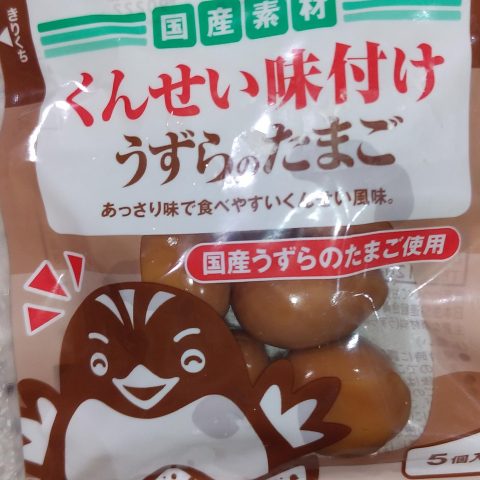 きりくち
国産素材
くんせい味付け
うずらのたまご
あっさり味で食べやすいくんせい風味。
国産うずらのたまご使用
5個入